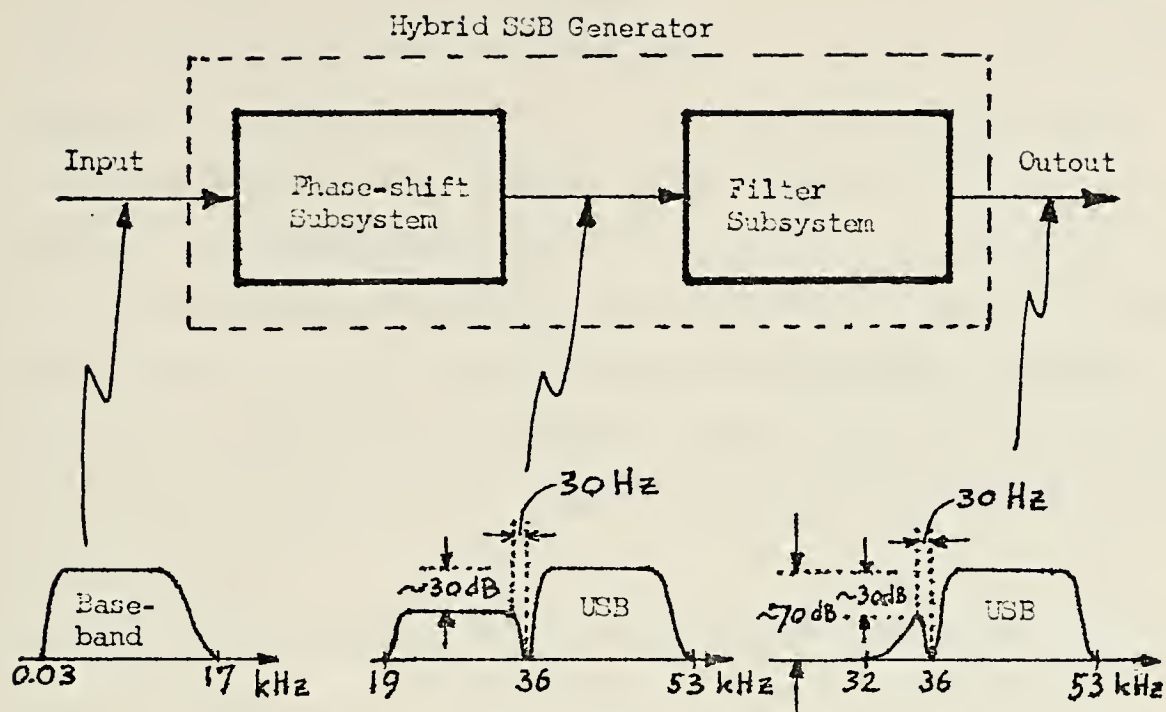 Hybrid SSB Generator
Input
Phase-shift
Subsystem
Filter
Subsystem
Outout
30 Hz
30 Hz
~30dB
~70dB
~30dB
Base-
band
USB
USB
0.03
17
kHz
19
36
53
kHz
32
36
53
kHz